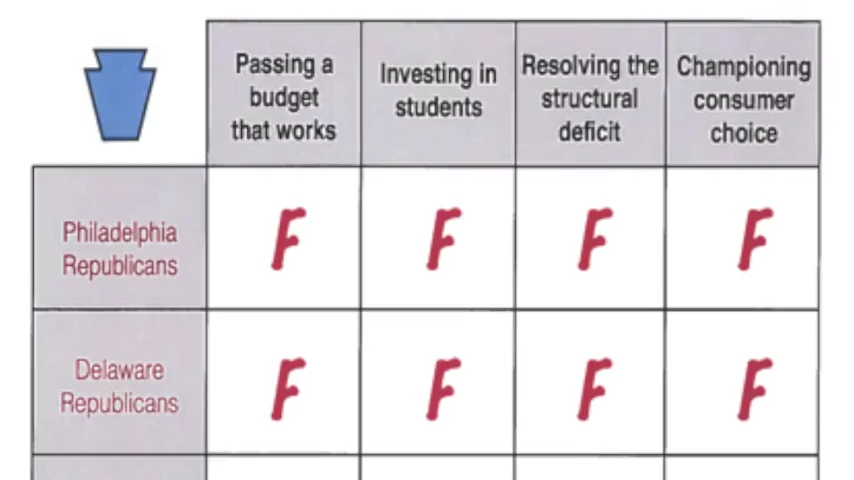 Passing a
budget
that works
Investing in
students
Resolving the
structural
deficit
Championing
consumer
choice
Philadelphia
Republicans
F F F F
Delaware
Republicans
F F F F